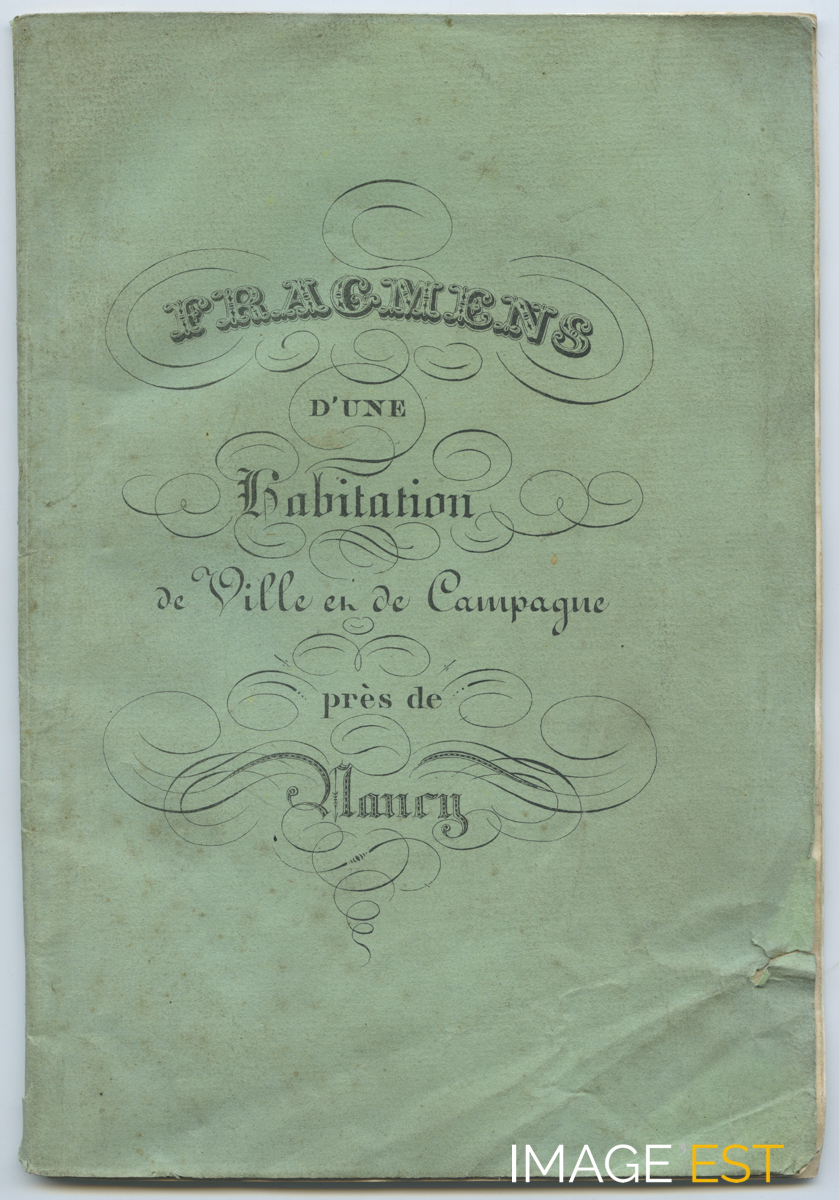 FRAGMENS
D'UNE
Habitation
de Ville et de Campagne
près de
Nancy
IMAGE EST